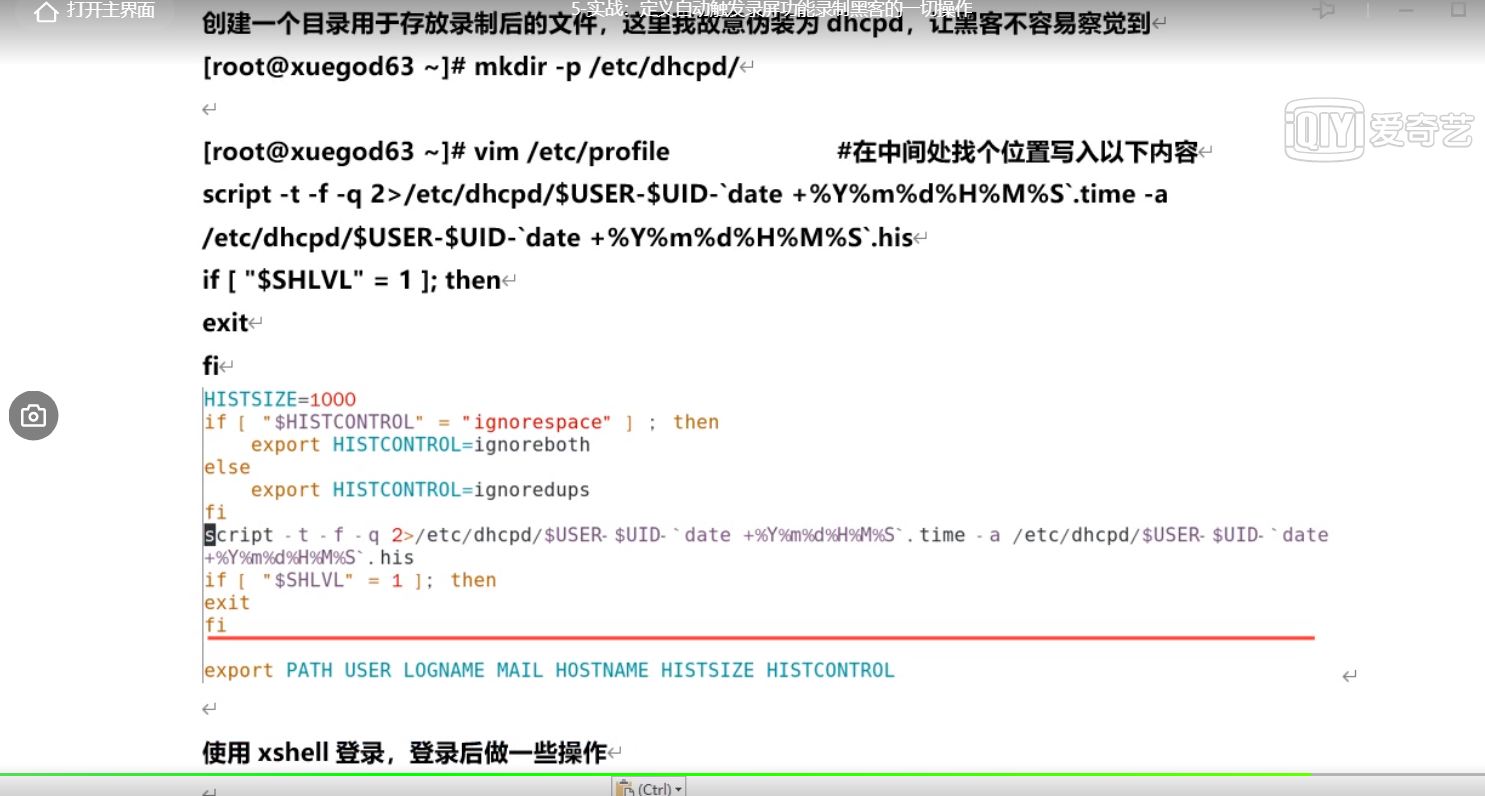 打开主界面
5-实战：定义自动触发录屏功能录制黑客的一切操作
创建一个目录用于存放录制后的文件，这里我故意伪装为 dhcpd，让黑客不容易察觉到↵
[root@xuegod63 ~]# mkdir -p /etc/dhcpd/↵
↵
[root@xuegod63 ~]# vim /etc/profile #在中间处找个位置写入以下内容↵
script -t -f -q 2>/etc/dhcpd/$USER-$UID-`date +%Y%m%d%H%M%S`.time -a
/etc/dhcpd/$USER-$UID-`date +%Y%m%d%H%M%S`.his↵
if [ "$SHLVL" = 1 ]; then↵
exit↵
fi↵
HISTSIZE=1000
if [ "$HISTCONTROL" = "ignorespace" ] ; then
export HISTCONTROL=ignoreboth
else
export HISTCONTROL=ignoredups
fi
script -t -f -q 2>/etc/dhcpd/$USER-$UID-`date +%Y%m%d%H%M%S`.time -a /etc/dhcpd/$USER-$UID-`date
+%Y%m%d%H%M%S`.his
if [ "$SHLVL" = 1 ]; then
exit
fi
export PATH USER LOGNAME MAIL HOSTNAME HISTSIZE HISTCONTROL
↵
↵
使用 xshell 登录，登录后做一些操作↵
↵
(Ctrl)
iQIYI 爱奇艺